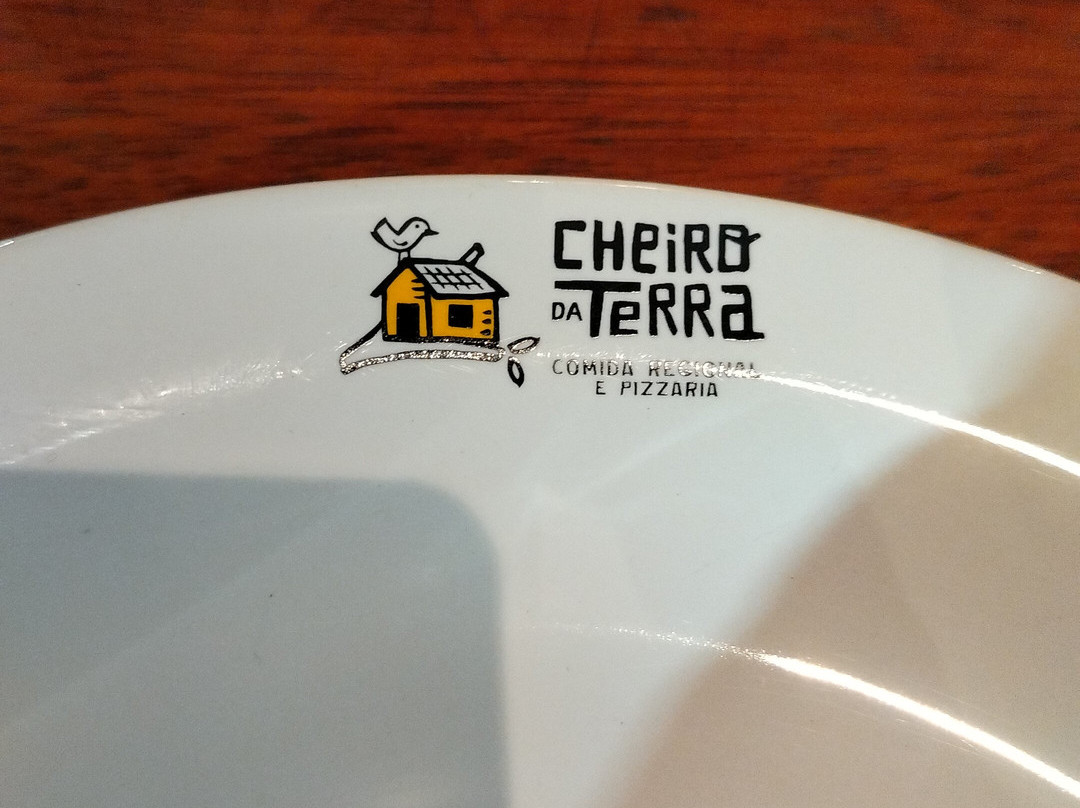 CHEIRO
DA TERRA
COMIDA REGIONAL
E PIZZARIA